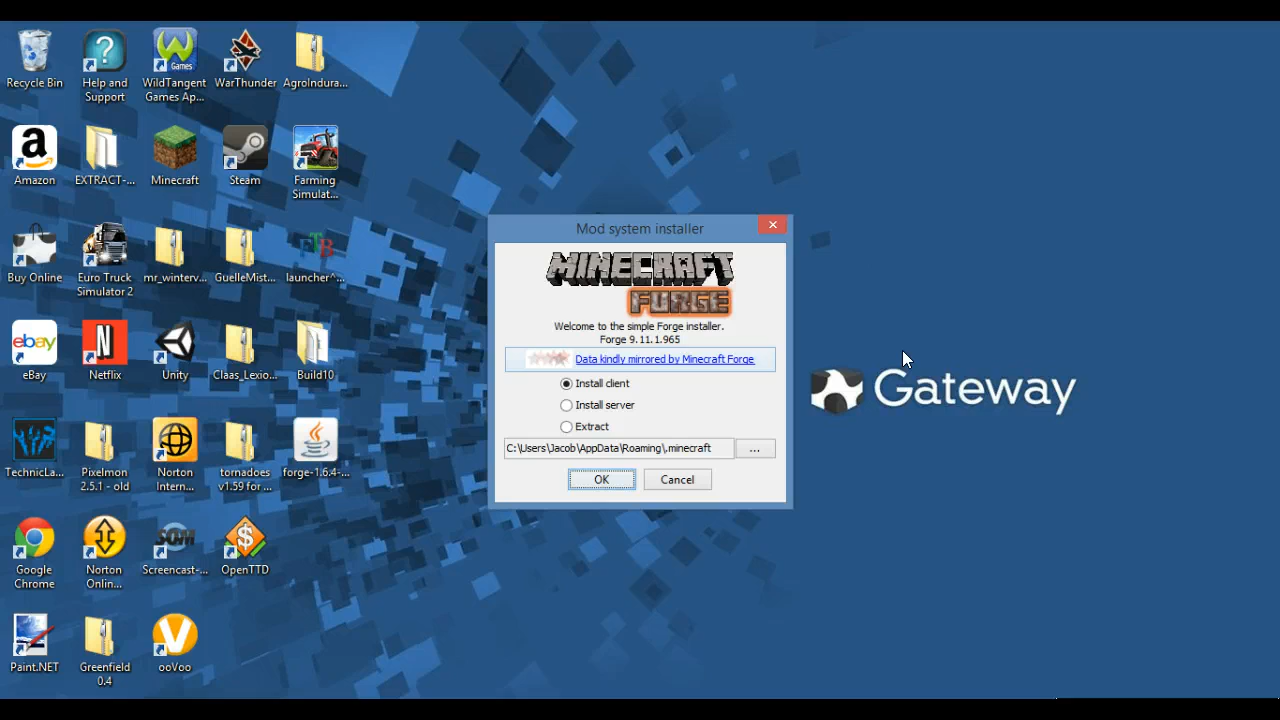 Recycle Bin
Help and
Support
WildTangent
Games Ap...
WarThunder
AgroIndura...
Games
Amazon
EXTRACT-...
Minecraft
Steam
Farming
Simulat...
Buy Online
Euro Truck
Simulator 2
mr_winterv...
GuelleMist...
FTB
launcher^...
ebay
eBay
N
Netflix
Unity
Claas_Lexio...
Build10
TechnicLa...
Pixelmon
2.5.1 - old
Norton
Intern...
tornadoes
v1.59 for ...
forge-1.6.4-...
Google
Chrome
Norton
Onlin...
SOM
Screencast-...
OpenTTD
Paint.NET
Greenfield
0.4
ooVoo
Mod system installer
MINECRAFT
FORGE
Welcome to the simple Forge installer.
Forge 9.11.1.965
Data kindly mirrored by Minecraft Forge
Install client
Install server
Extract
C:\Users\Jacob\AppData\Roaming\.minecraft
...
OK
Cancel
Gateway